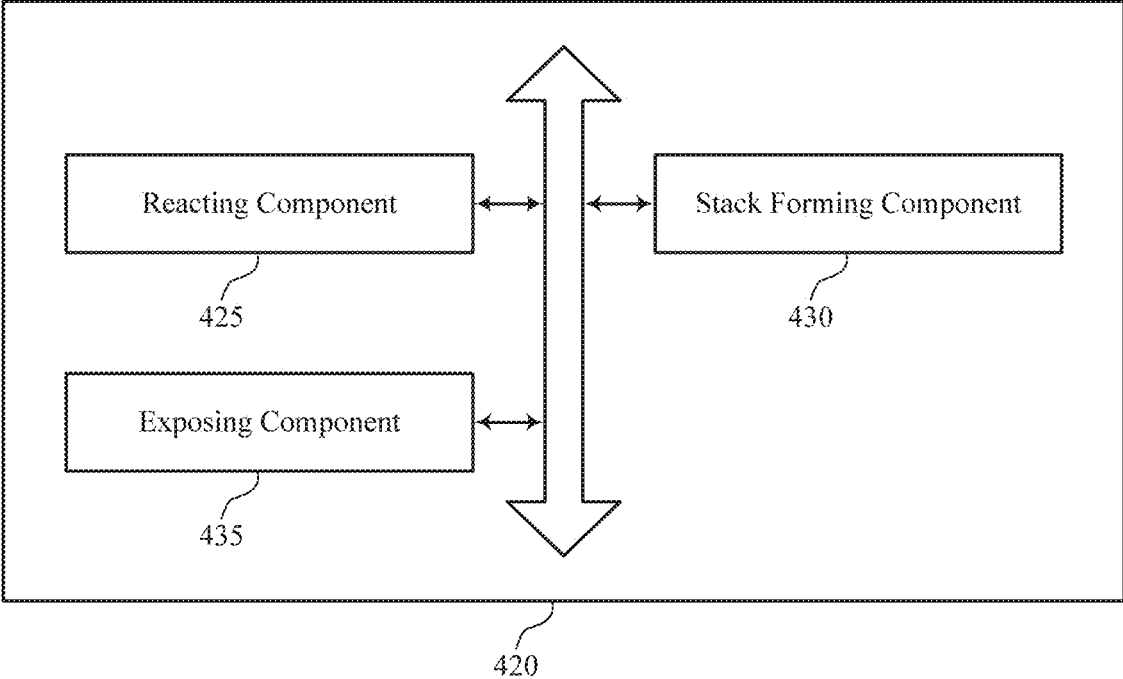 Reacting Component
Stack Forming Component
425
430
Exposing Component
435
420